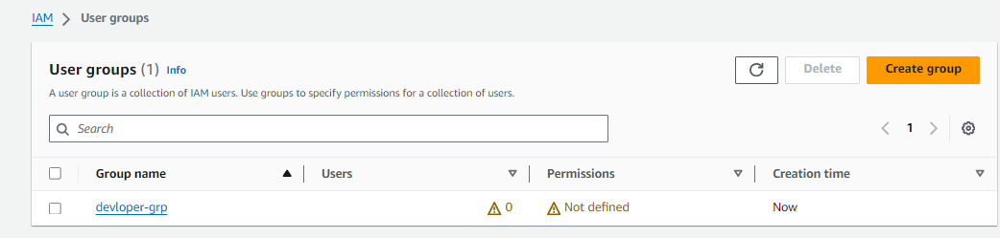 IAM > User groups
User groups (1) Info
Delete
Create group
A user group is a collection of IAM users. Use groups to specify permissions for a collection of users.
Search
1
Group name Users Permissions Creation time
devloper-grp 0 Not defined Now